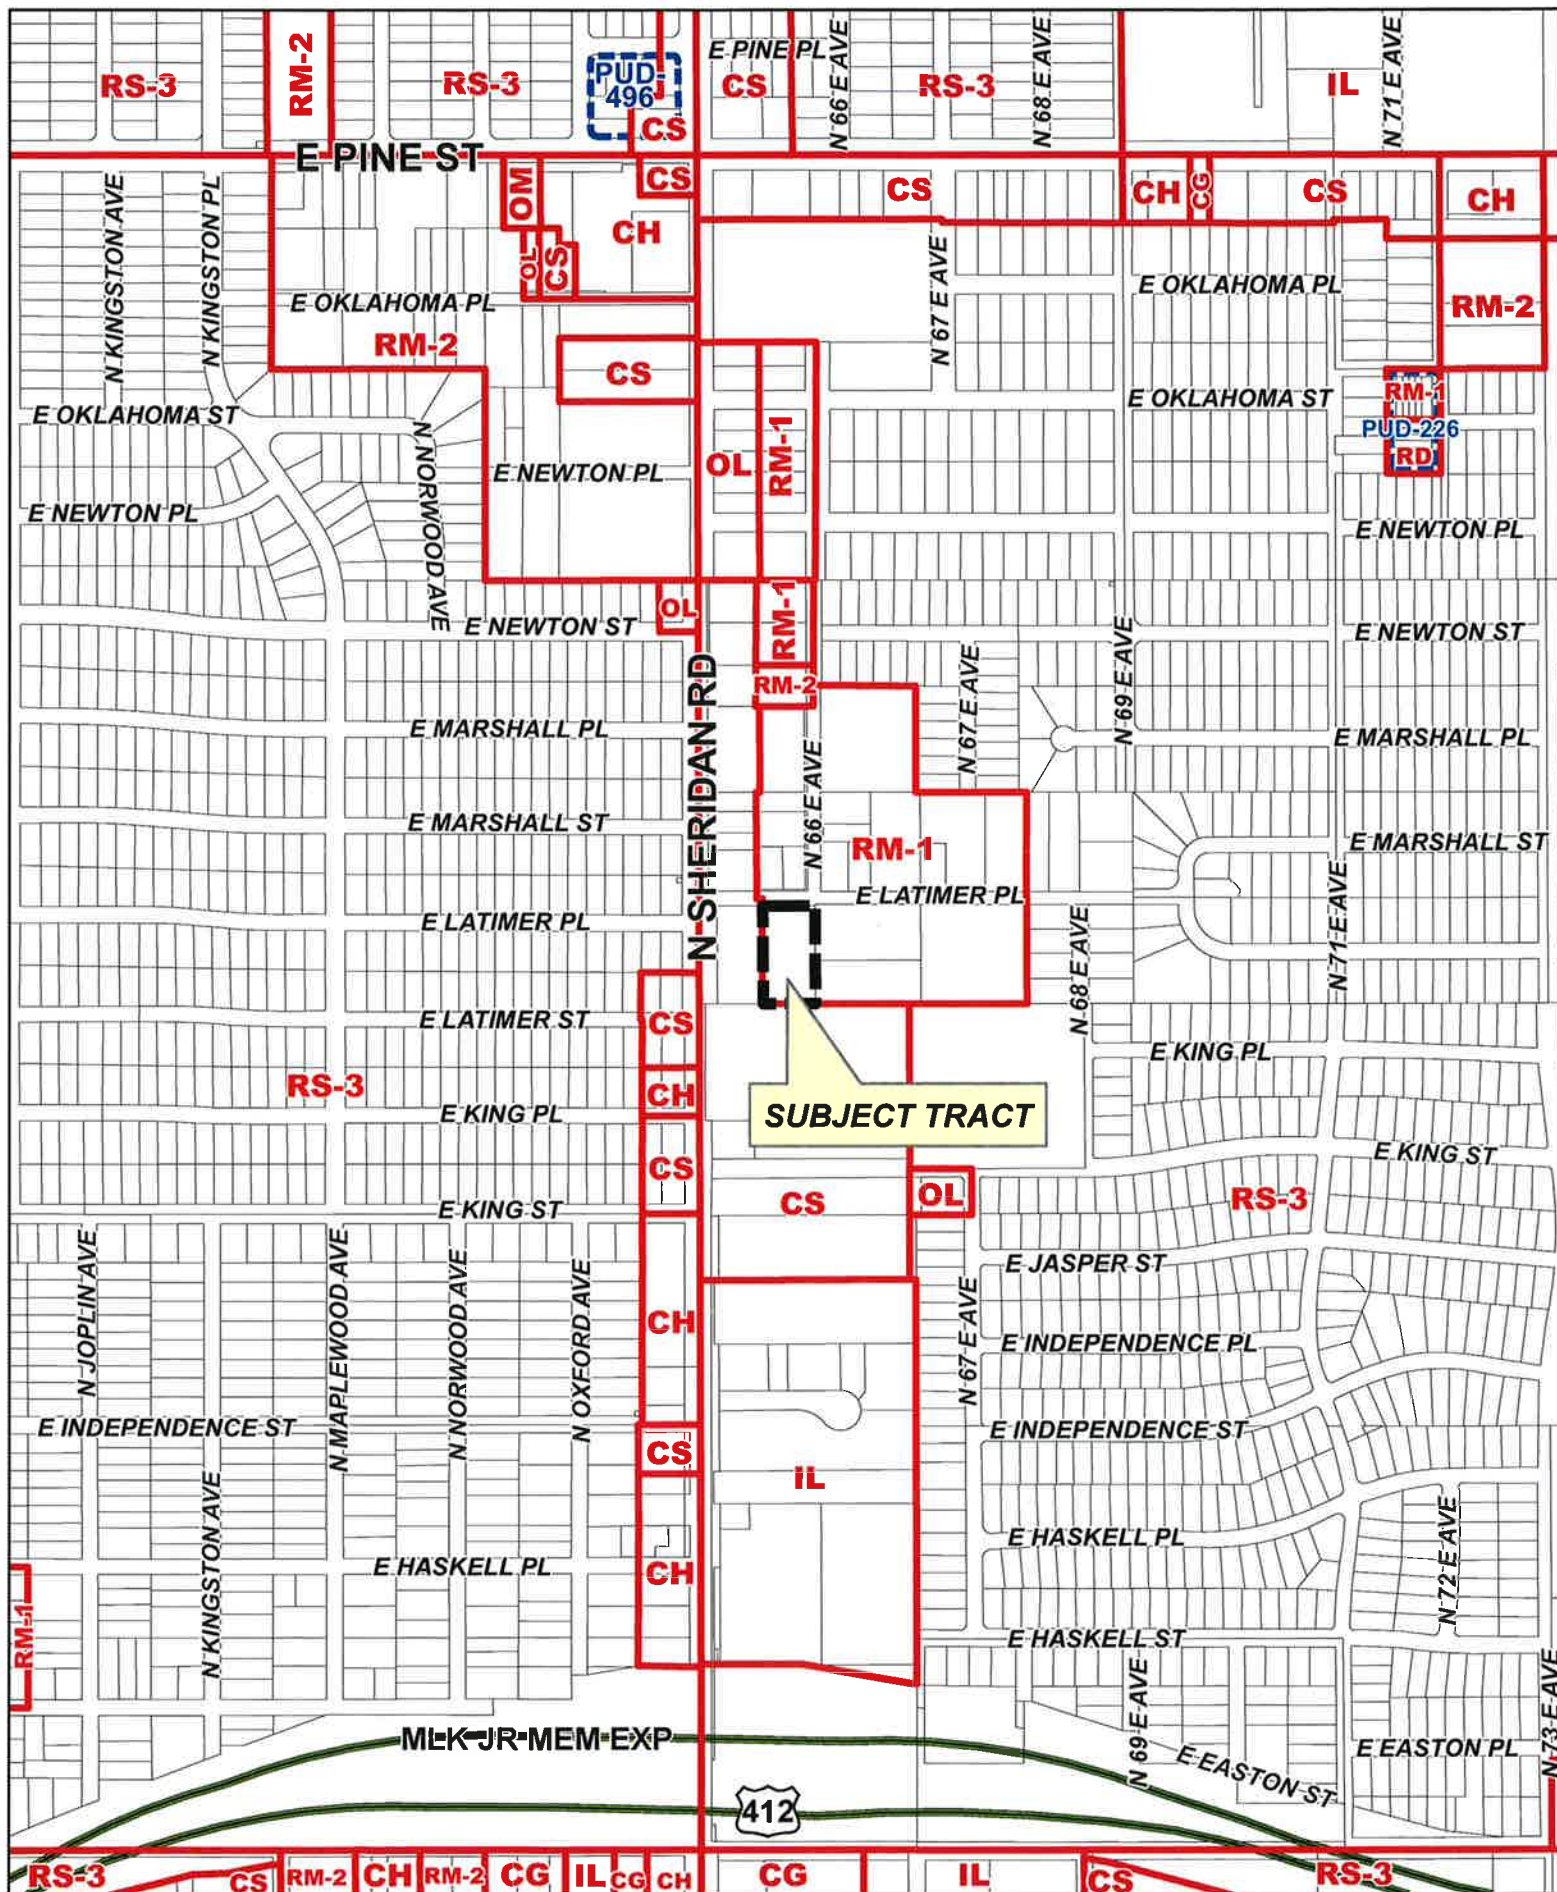 E PINE PL
N 66 E AVE
N 68 E AVE
N 71 E AVE
RS-3
RM-2
RS-3
PUD-
496
CS
CS
RS-3
IL
E PINE ST
N KINGSTON AVE
N KINGSTON PL
OM
CS
CH
OL
CS
CS
CH
CG
CS
CH
N 67 E AVE
E OKLAHOMA PL
E OKLAHOMA PL
RM-2
RM-2
CS
E OKLAHOMA ST
E OKLAHOMA ST
RM-1
PUD-226
RD
N NORWOOD AVE
E NEWTON PL
OL
RM-1
E NEWTON PL
E NEWTON PL
OL
RM-1
E NEWTON ST
E NEWTON ST
N 69 E AVE
N 67 E AVE
RM-2
N SHERIDAN RD
E MARSHALL PL
E MARSHALL PL
N 66 E AVE
E MARSHALL ST
RM-1
E MARSHALL ST
E LATIMER PL
E LATIMER PL
N 68 E AVE
N 71 E AVE
E LATIMER ST
CS
E KING PL
RS-3
CH
SUBJECT TRACT
E KING PL
E KING ST
CS
CS
OL
RS-3
E KING ST
N JOPLIN AVE
N MAPLEWOOD AVE
N NORWOOD AVE
N OXFORD AVE
E JASPER ST
CH
N 67 E AVE
E INDEPENDENCE PL
E INDEPENDENCE ST
E INDEPENDENCE ST
CS
IL
N KINGSTON AVE
E HASKELL PL
E HASKELL PL
CH
N 72 E AVE
RM-1
E HASKELL ST
N 69 E AVE
N 73 E AVE
MLK JR MEM EXP
E EASTON PL
E EASTON ST
412
RS-3
CS
RM-2
CH
RM-2
CG
IL
CG
CH
CG
IL
CS
RS-3